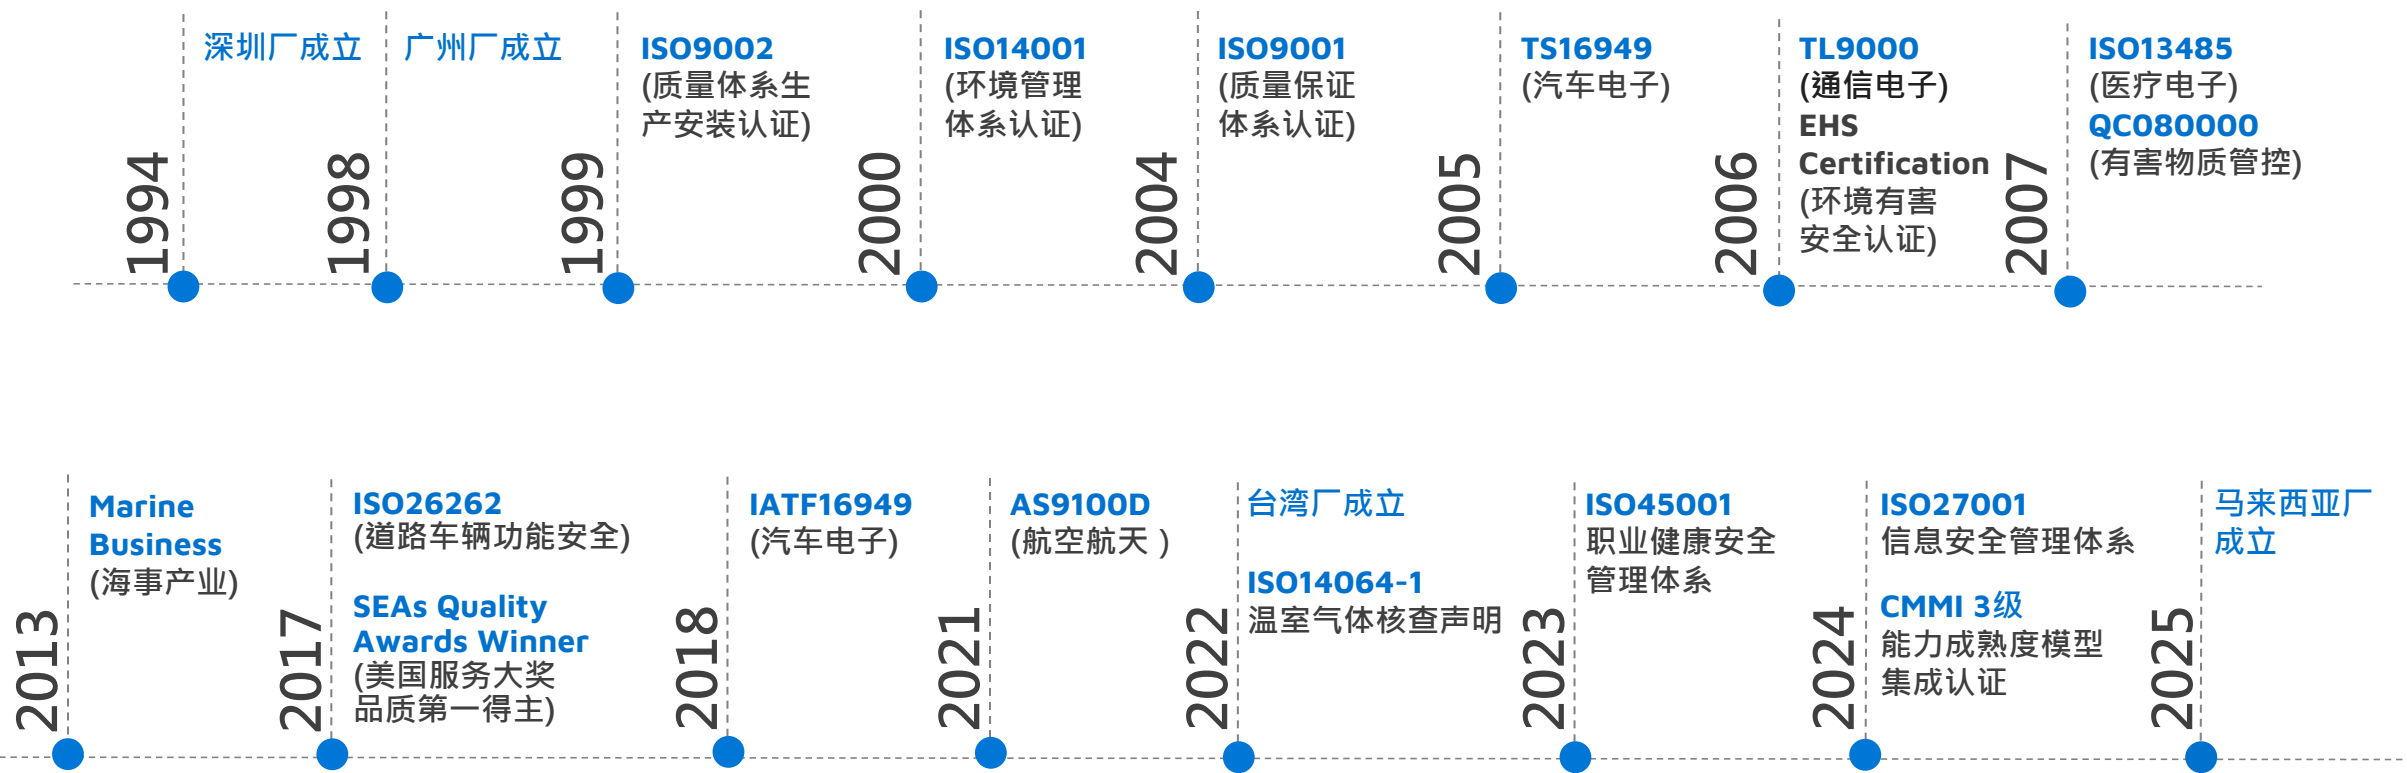 1994
深圳厂成立
1998
广州厂成立
1999
ISO9002
(质量体系生
产安装认证)
2000
ISO14001
(环境管理
体系认证)
2004
ISO9001
(质量保证
体系认证)
2005
TS16949
(汽车电子)
2006
TL9000
(通信电子)
EHS
Certification
(环境有害
安全认证)
2007
ISO13485
(医疗电子)
QC080000
(有害物质管控)
2013
Marine
Business
(海事产业)
2017
ISO26262
(道路车辆功能安全)
SEAs Quality
Awards Winner
(美国服务大奖
品质第一得主)
2018
IATF16949
(汽车电子)
2021
AS9100D
(航空航天 )
2022
台湾厂成立
ISO14064-1
温室气体核查声明
2023
ISO45001
职业健康安全
管理体系
2024
ISO27001
信息安全管理体系
CMMI 3级
能力成熟度模型
集成认证
2025
马来西亚厂
成立